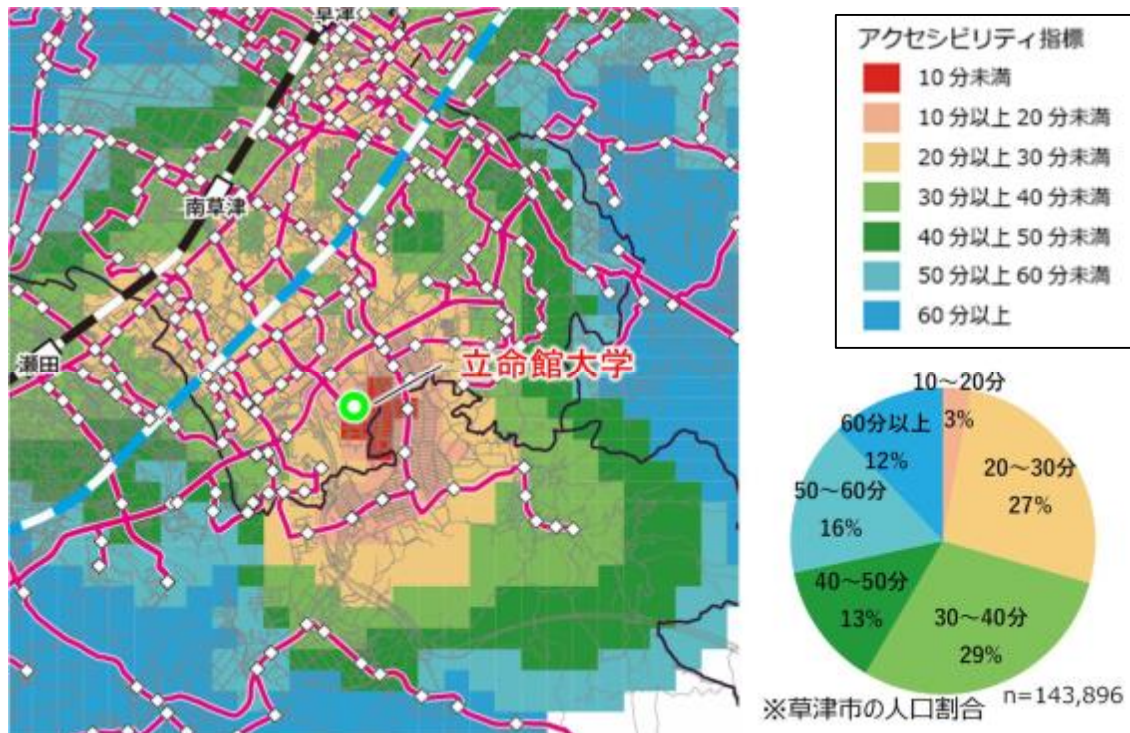 草津
南草津
瀬田
立命館大学
アクセシビリティ指標
10分未満
10分以上20分未満
20分以上30分未満
30分以上40分未満
40分以上50分未満
50分以上60分未満
60分以上
10～20分
3%
20～30分
27%
30～40分
29%
40～50分
13%
50～60分
16%
60分以上
12%
※草津市の人口割合
n=143,896